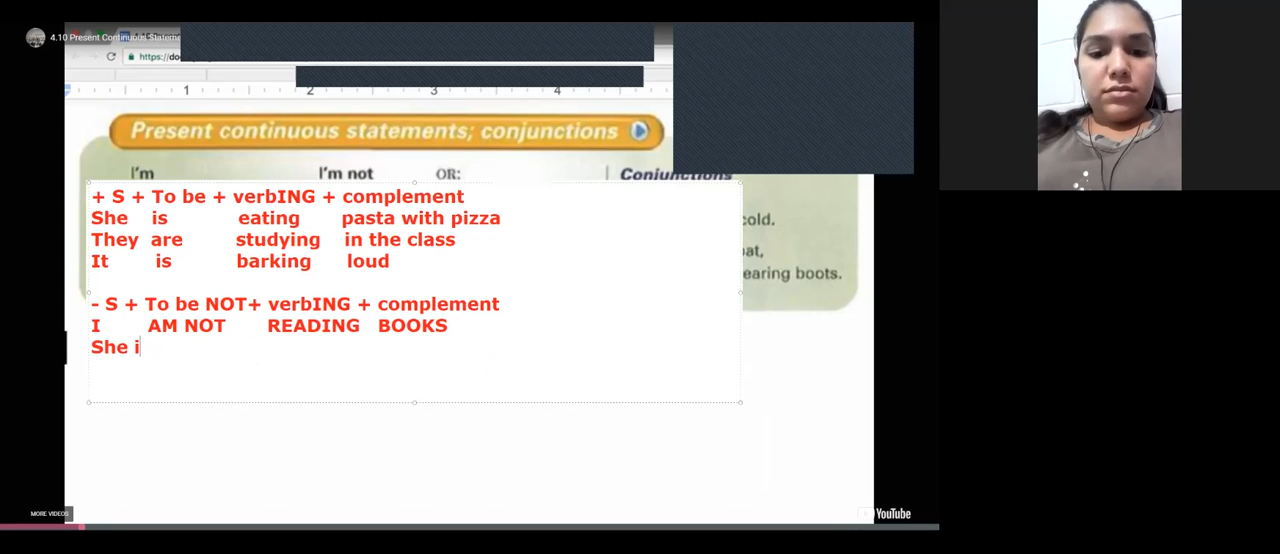 4.10 Present Continuous Stateme
https://do
1 2 3 4
Present continuous statements; conjunctions
I'm I'm not OR: Conjunctions
+ S + To be + verbING + complement
She is eating pasta with pizza
cold.
They are studying in the class
at,
It is barking loud
earing boots.
- S + To be NOT+ verbING + complement
I AM NOT READING BOOKS
She i
MORE VIDEOS
YouTube